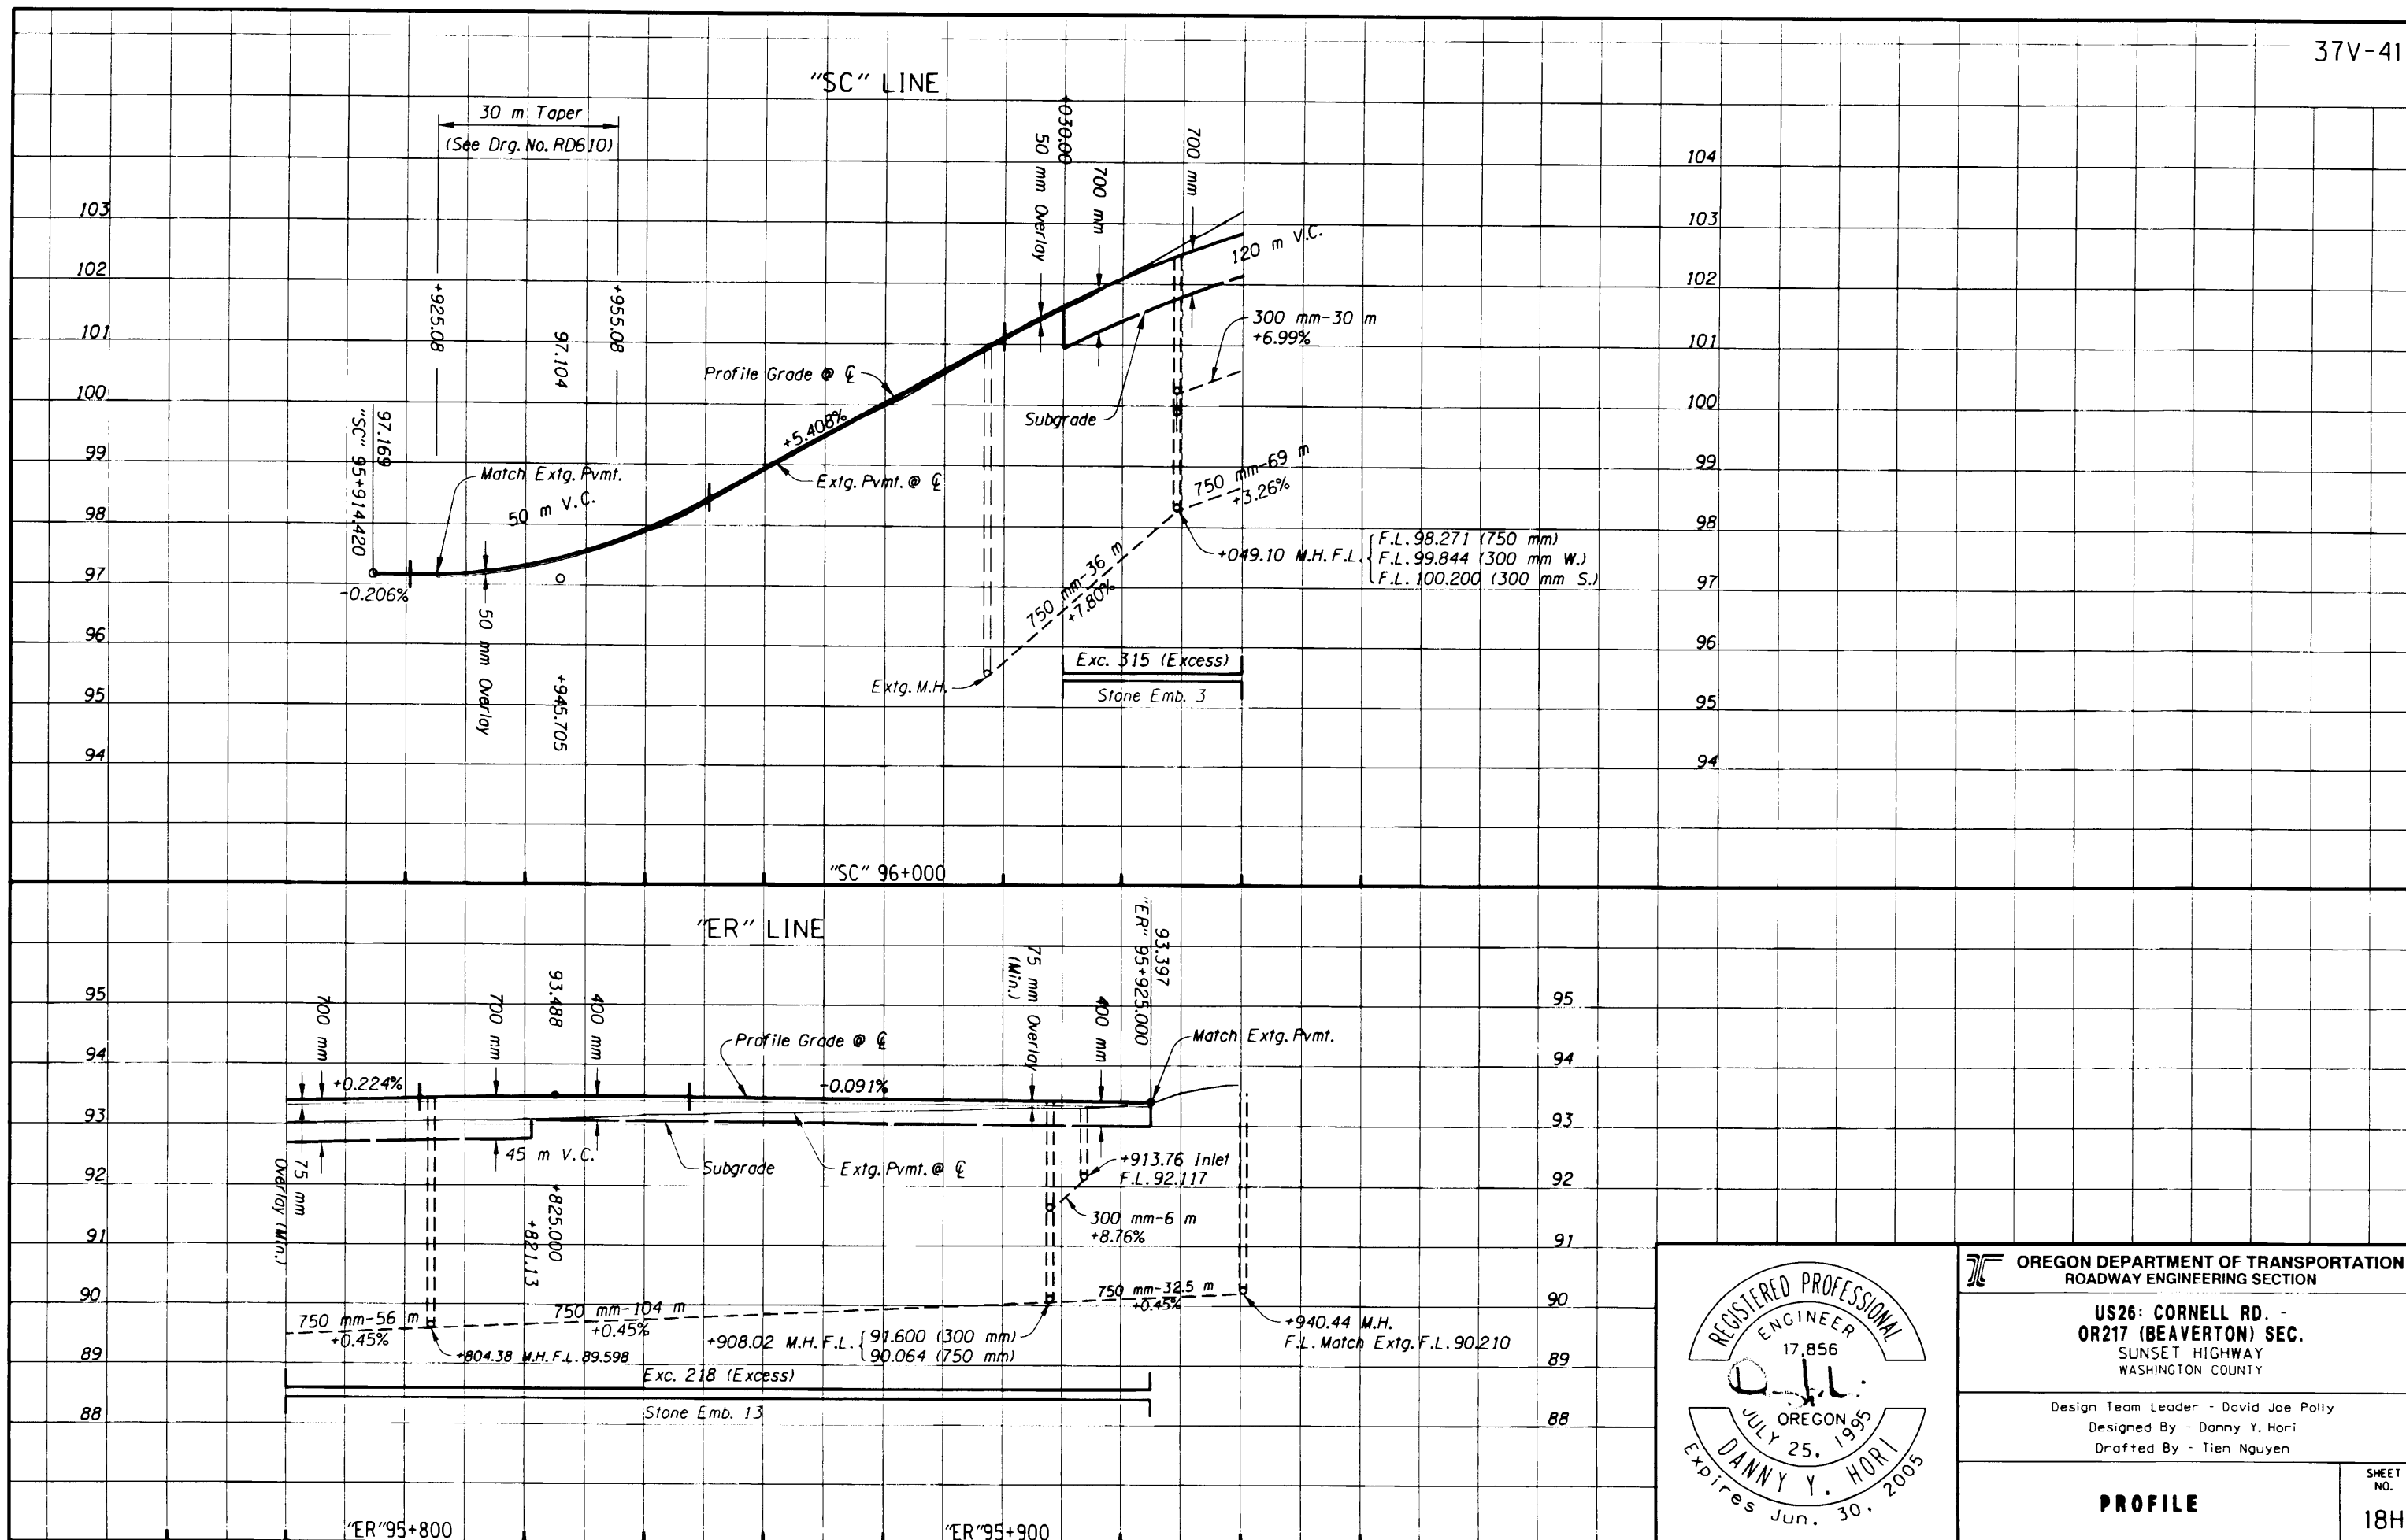 37V-41
"SC" LINE
30 m Taper
(See Drg. No. RD610)
+925.08
+955.08
97.104
+945.705
97.169
"SC" 95+914.420
Match Extg. Pvmt.
50 m V.C.
-0.206%
50 mm Overlay
Profile Grade @ ℄
+5.408%
Extg. Pvmt. @ ℄
50 mm Overlay
+030.00
700 mm
700 mm
120 m V.C.
Subgrade
300 mm-30 m
+6.99%
750 mm-69 m
+3.26%
750 mm-36 m
+7.80%
+049.10 M.H. F.L.
F.L. 98.271 (750 mm)
F.L. 99.844 (300 mm W.)
F.L. 100.200 (300 mm S.)
Extg. M.H.
Exc. 315 (Excess)
Stone Emb. 3
103
102
101
100
99
98
97
96
95
94
104
103
102
101
100
99
98
97
96
95
94
"SC" 96+000
"ER" LINE
95
94
93
92
91
90
89
88
700 mm
+0.224%
75 mm
Overlay (Min.)
700 mm
93.488
400 mm
45 m V.C.
+825.000
+821.13
Profile Grade @ ℄
-0.091%
Subgrade
Extg. Pvmt. @ ℄
75 mm Overlay
(Min.)
400 mm
93.397
"ER" 95+925.000
Match Extg. Pvmt.
+913.76 Inlet
F.L. 92.117
300 mm-6 m
+8.76%
750 mm-56 m
+0.45%
750 mm-104 m
+0.45%
750 mm-32.5 m
+0.45%
+804.38 M.H. F.L. 89.598
+908.02 M.H. F.L.
91.600 (300 mm)
90.064 (750 mm)
+940.44 M.H.
F.L. Match Extg. F.L. 90.210
Exc. 218 (Excess)
Stone Emb. 13
95
94
93
92
91
90
89
88
"ER"95+800
"ER"95+900
REGISTERED PROFESSIONAL
ENGINEER
17,856
OREGON
JULY 25, 1995
DANNY Y. HORI
Expires Jun. 30, 2005
OREGON DEPARTMENT OF TRANSPORTATION
ROADWAY ENGINEERING SECTION
US26: CORNELL RD. -
OR217 (BEAVERTON) SEC.
SUNSET HIGHWAY
WASHINGTON COUNTY
Design Team Leader - David Joe Polly
Designed By - Danny Y. Hori
Drafted By - Tien Nguyen
PROFILE
SHEET
NO.
18H